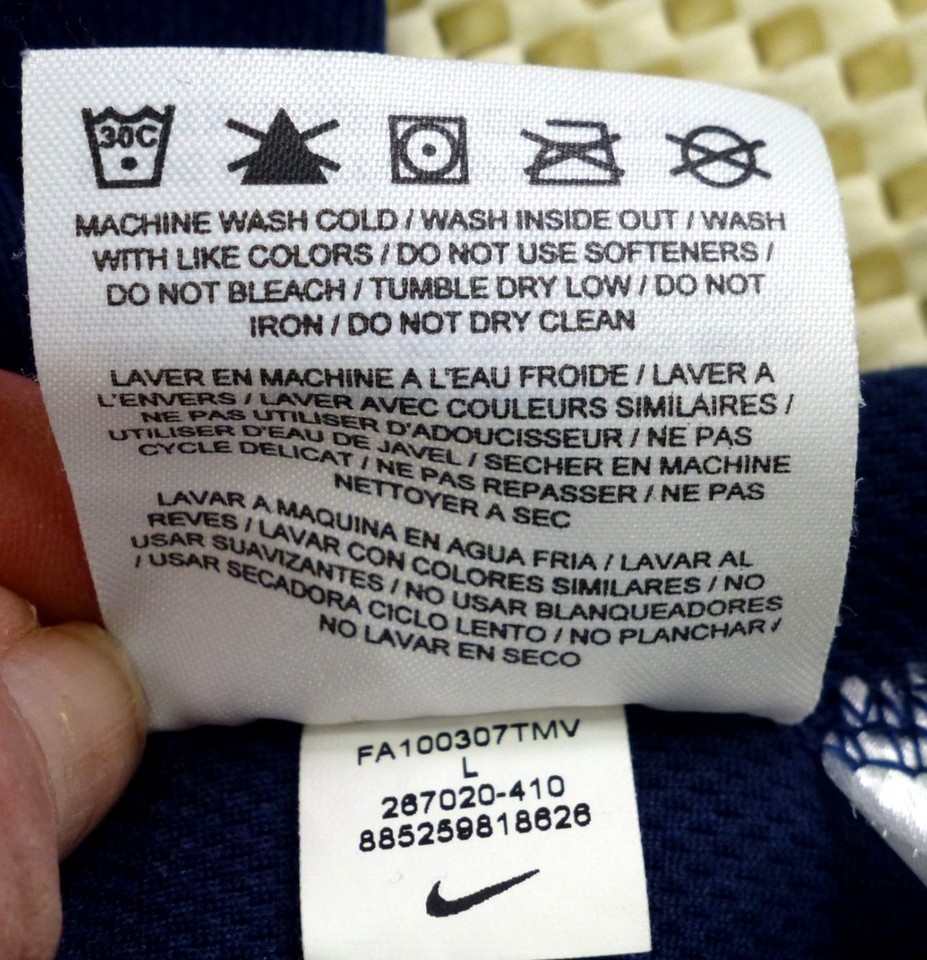 30C
MACHINE WASH COLD / WASH INSIDE OUT / WASH
WITH LIKE COLORS / DO NOT USE SOFTENERS /
DO NOT BLEACH / TUMBLE DRY LOW / DO NOT
IRON / DO NOT DRY CLEAN
LAVER EN MACHINE A L'EAU FROIDE / LAVER A
L'ENVERS / LAVER AVEC COULEURS SIMILAIRES /
NE PAS UTILISER D'ADOUCISSEUR / NE PAS
UTILISER D'EAU DE JAVEL / SECHER EN MACHINE
CYCLE DELICAT / NE PAS REPASSER / NE PAS
NETTOYER A SEC
LAVAR A MAQUINA EN AGUA FRIA / LAVAR AL
REVES / LAVAR CON COLORES SIMILARES / NO
USAR SUAVIZANTES / NO USAR BLANQUEADORES
/ USAR SECADORA CICLO LENTO / NO PLANCHAR /
NO LAVAR EN SECO
FA100307TMV
L
267020-410
885259818626